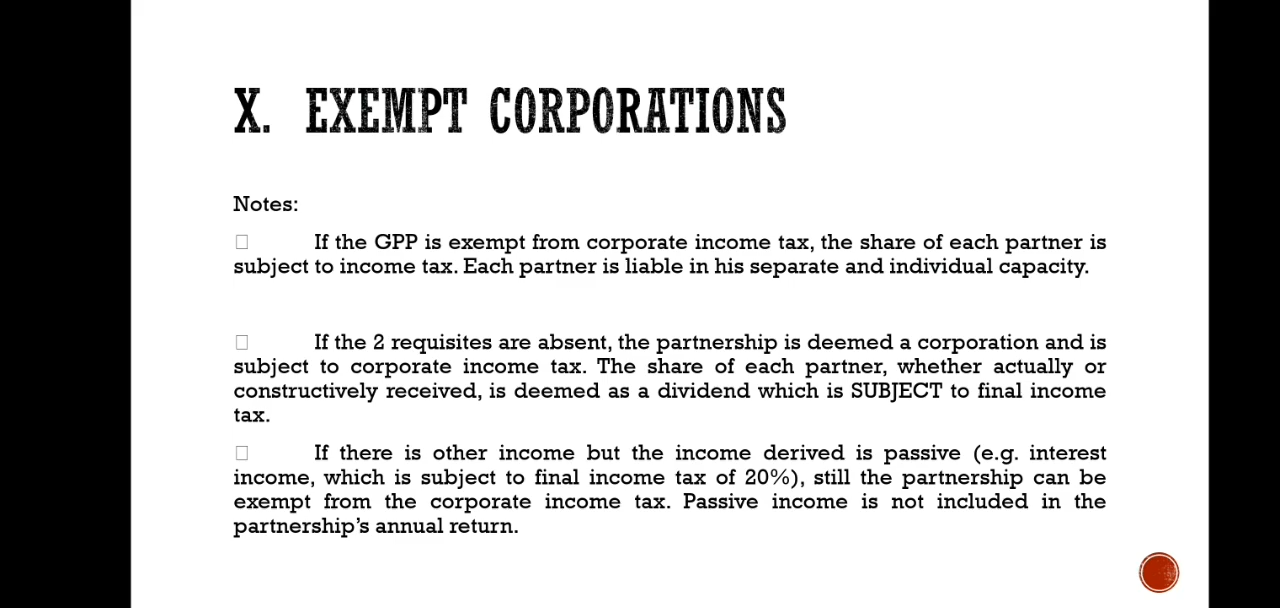 X. EXEMPT CORPORATIONS
Notes:
If the GPP is exempt from corporate income tax, the share of each partner is
subject to income tax. Each partner is liable in his separate and individual capacity.
If the 2 requisites are absent, the partnership is deemed a corporation and is
subject to corporate income tax. The share of each partner, whether actually or
constructively received, is deemed as a dividend which is SUBJECT to final income
tax.
If there is other income but the income derived is passive (e.g. interest
income, which is subject to final income tax of 20%), still the partnership can be
exempt from the corporate income tax. Passive income is not included in the
partnership’s annual return.